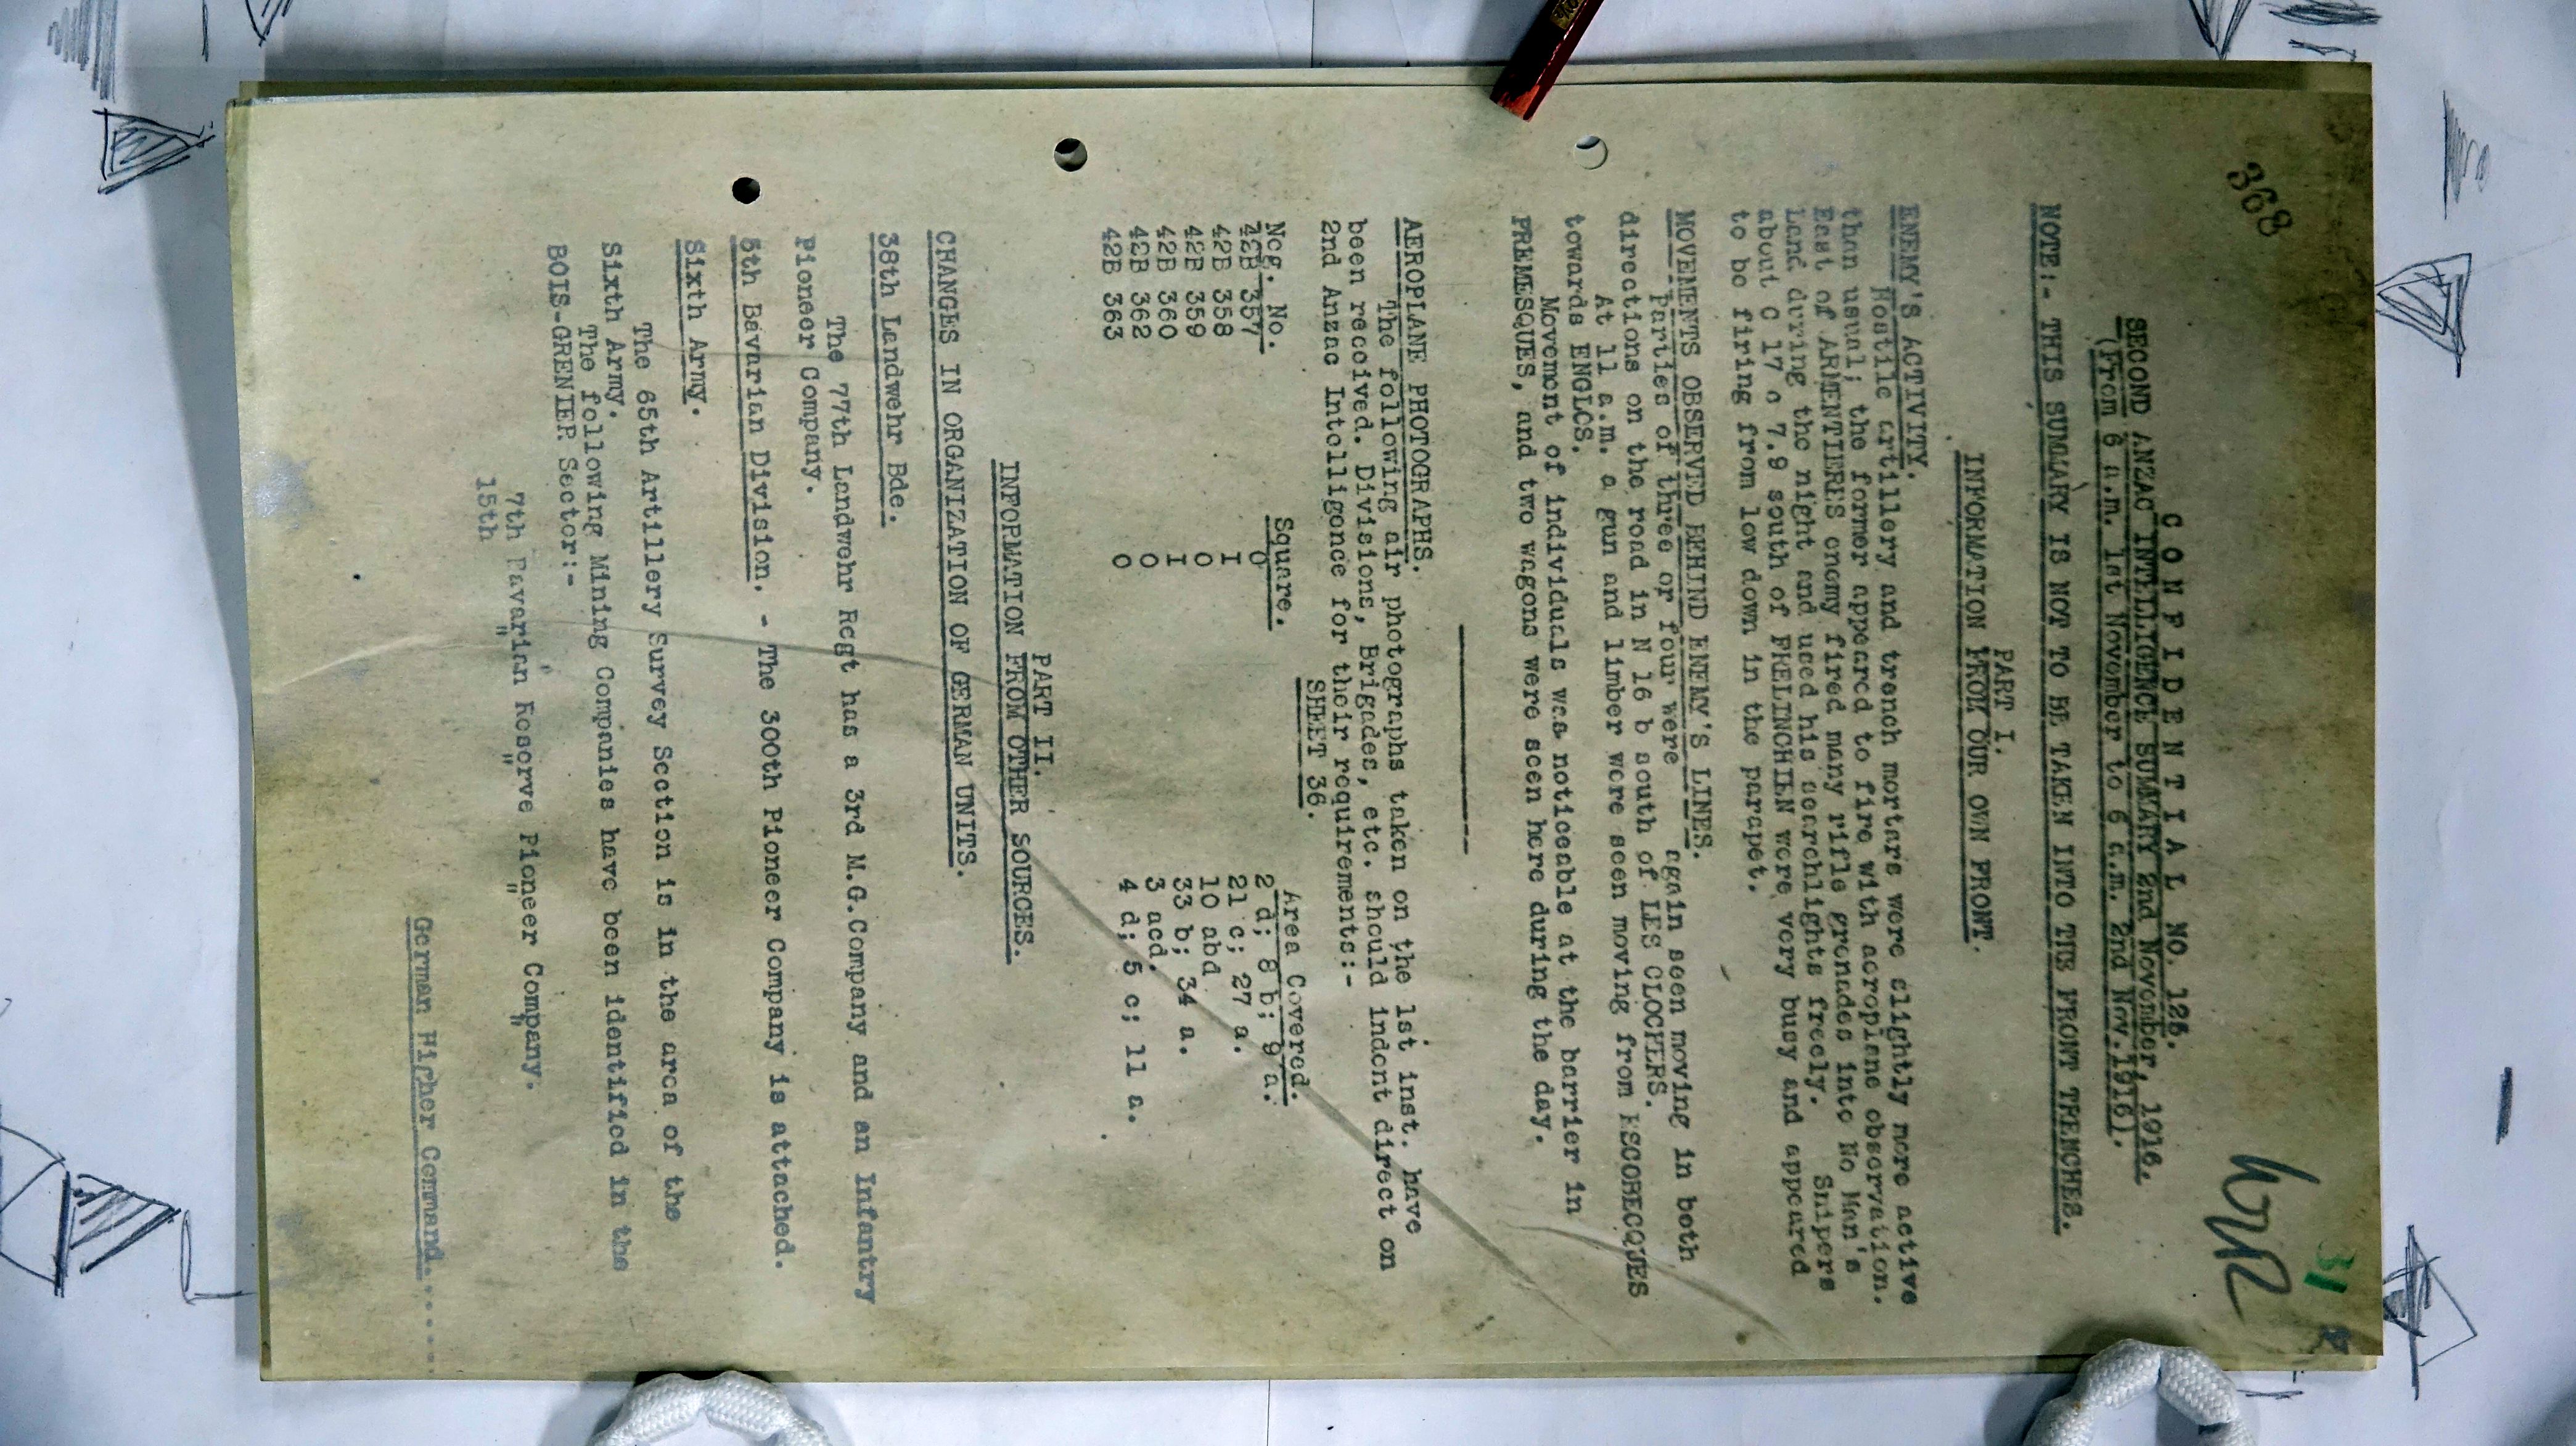 368
31
C O N F I D E N T I A L NO. 125.
SECOND ANZAC INTELLIGENCE SUMMARY 2nd November, 1916.
(From 6 a.m. 1st November to 6 a.m. 2nd Nov.1916).
NOTE:- THIS SUMMARY IS NOT TO BE TAKEN INTO THE FRONT TRENCHES.
PART I.
INFORMATION FROM OUR OWN FRONT.
ENEMY'S ACTIVITY.
Hostile artillery and trench mortars were slightly more active
than usual; the former appeared to fire with aeroplane observation.
East of ARMENTIERES enemy fired many rifle grenades into No Man's
Land during the night and used his searchlights freely. Snipers
about C 17 c 7.9 south of FRELINGHIEN were very busy and appeared
to be firing from low down in the parapet.
MOVEMENTS OBSERVED BEHIND ENEMY'S LINES.
Parties of three or four were again seen moving in both
directions on the road in N 16 b south of LES CLOCHERS.
At 11 a.m. a gun and limber were seen moving from ESCOBECQUES
towards ENGLOS.
Movement of individuals was noticeable at the barrier in
PREMESQUES, and two wagons were seen here during the day.
AEROPLANE PHOTOGRAPHS.
The following air photographs taken on the 1st inst. have
been received. Divisions, Brigades, etc. should indent direct on
2nd Anzac Intelligence for their requirements:-
SHEET 36.
Neg. No. Square. Area Covered.
42B 357 O 2 d; 8 b; 9 a.
42B 358 I 21 c; 27 a.
42B 359 O 10 abd.
42B 360 I 33 b; 34 a.
42B 362 O 3 acd.
42B 363 O 4 d; 5 c; 11 a.
PART II.
INFORMATION FROM OTHER SOURCES.
CHANGES IN ORGANIZATION OF GERMAN UNITS.
38th Landwehr Bde.
The 77th Landwehr Regt has a 3rd M.G.Company and an Infantry
Pioneer Company.
5th Bavarian Division. - The 300th Pioneer Company is attached.
Sixth Army.
The 65th Artillery Survey Section is in the area of the
Sixth Army.
The following Mining Companies have been identified in the
BOIS-GRENIER Sector:-
7th Bavarian Reserve Pioneer Company.
15th " " " "
German Higher Command......